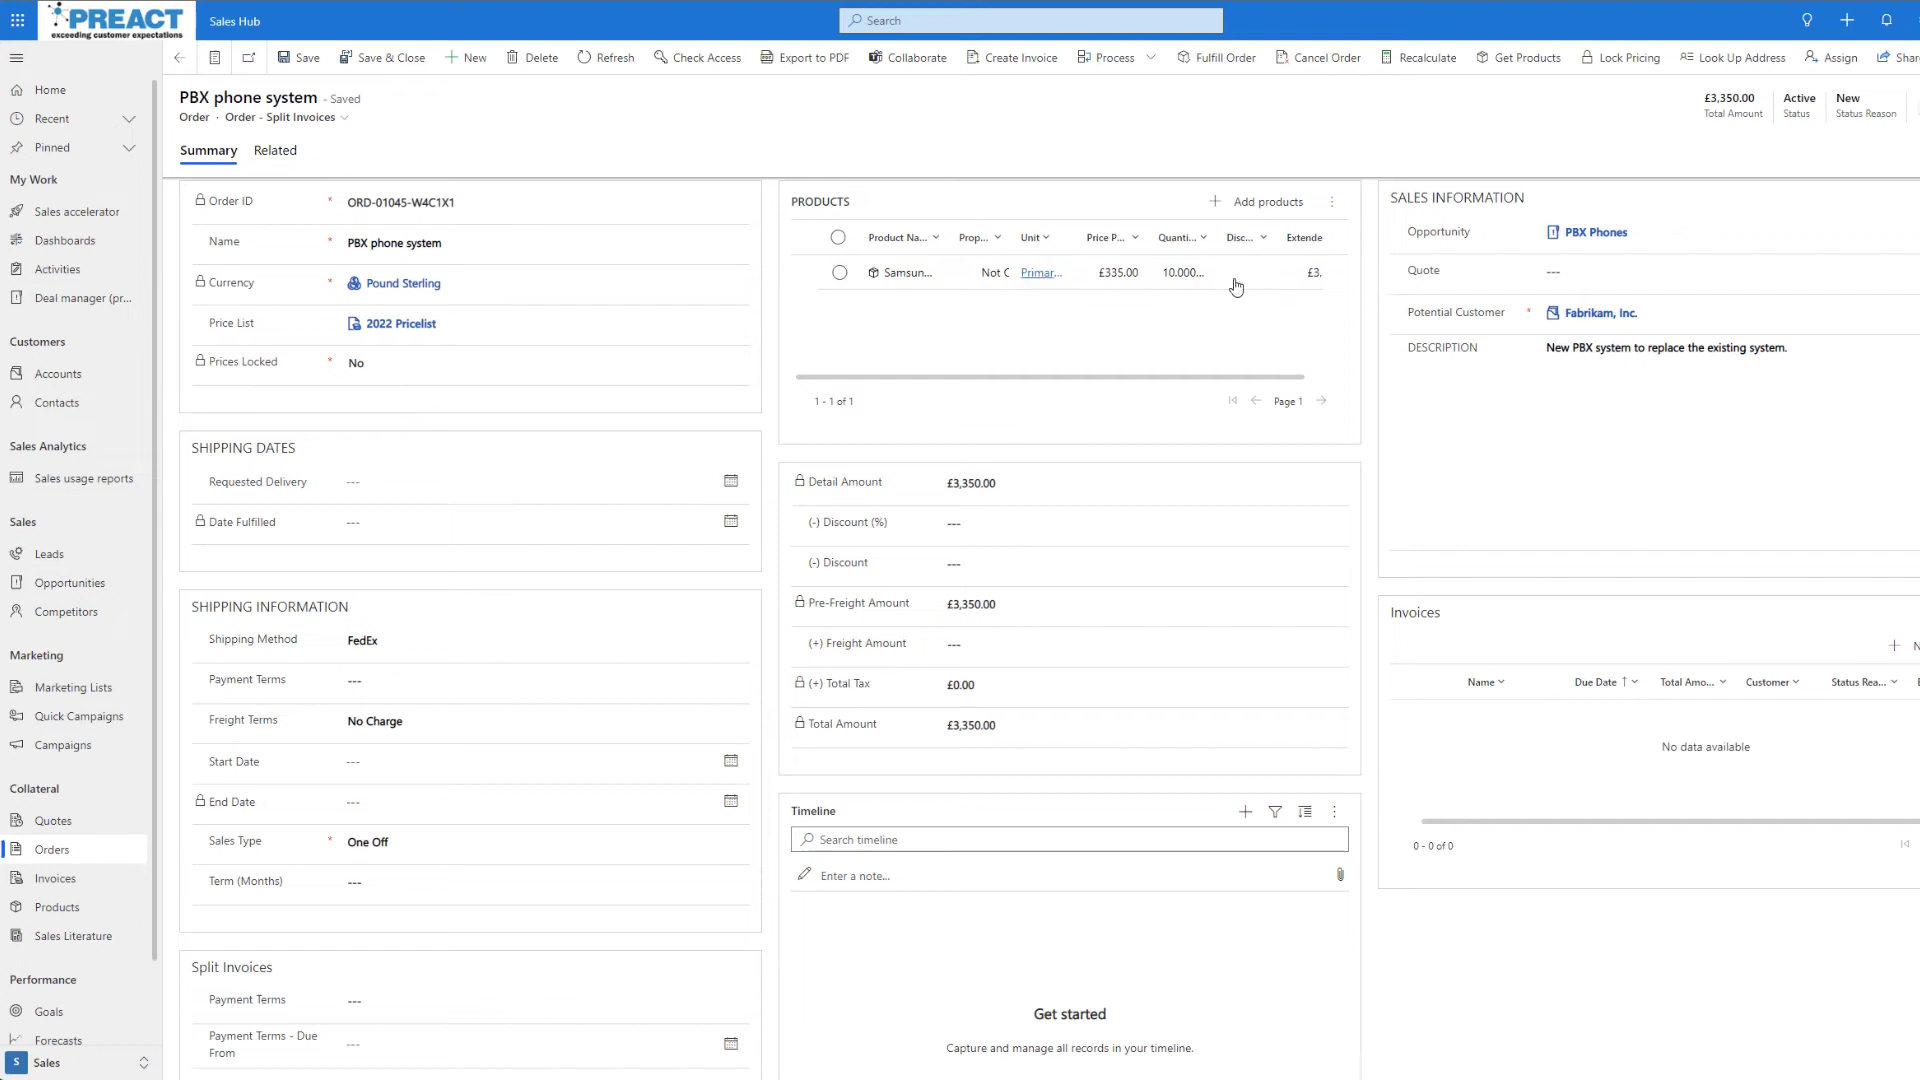 PREACT
exceeding customer expectations
Sales Hub
Search
Save
Save & Close
New
Delete
Refresh
Check Access
Export to PDF
Collaborate
Create Invoice
Process
Fulfill Order
Cancel Order
Recalculate
Get Products
Lock Pricing
Look Up Address
Assign
Shar
Home
Recent
Pinned
My Work
Sales accelerator
Dashboards
Activities
Deal manager (pr...
Customers
Accounts
Contacts
Sales Analytics
Sales usage reports
Sales
Leads
Opportunities
Competitors
Marketing
Marketing Lists
Quick Campaigns
Campaigns
Collateral
Quotes
Orders
Invoices
Products
Sales Literature
Performance
Goals
Forecasts
S Sales
PBX phone system - Saved
Order · Order - Split Invoices
£3,350.00
Total Amount
Active
Status
New
Status Reason
Summary
Related
Order ID * ORD-01045-W4C1X1
Name * PBX phone system
Currency * Pound Sterling
Price List 2022 Pricelist
Prices Locked * No
SHIPPING DATES
Requested Delivery ---
Date Fulfilled ---
SHIPPING INFORMATION
Shipping Method FedEx
Payment Terms ---
Freight Terms No Charge
Start Date ---
End Date ---
Sales Type * One Off
Term (Months) ---
Split Invoices
Payment Terms ---
Payment Terms - Due From ---
PRODUCTS
Add products
Product Na... Prop... Unit Price P... Quanti... Disc... Extende
Samsun... Not C Primar... £335.00 10.000... £3.
1 - 1 of 1
Page 1
Detail Amount £3,350.00
(-) Discount (%) ---
(-) Discount ---
Pre-Freight Amount £3,350.00
(+) Freight Amount ---
(+) Total Tax £0.00
Total Amount £3,350.00
Timeline
Search timeline
Enter a note...
Get started
Capture and manage all records in your timeline.
SALES INFORMATION
Opportunity PBX Phones
Quote ---
Potential Customer * Fabrikam, Inc.
DESCRIPTION New PBX system to replace the existing system.
Invoices
N
Name Due Date ↑ Total Amo... Customer Status Rea... E
No data available
0 - 0 of 0